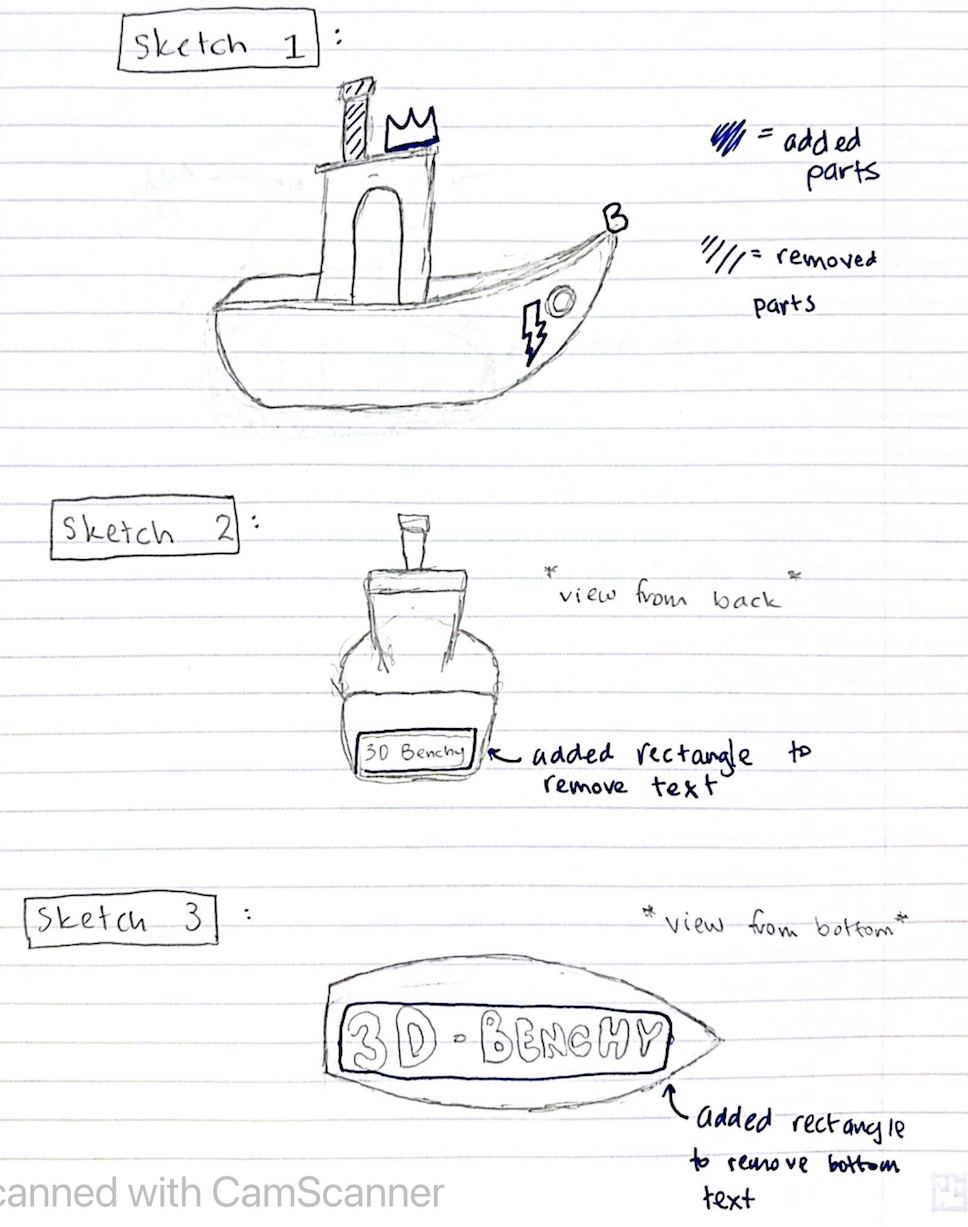 Sketch 1 :
= added
parts
B
= removed
parts
Sketch 2 :
*view from back*
3D Benchy
added rectangle to
remove text
Sketch 3 :
*view from bottom*
3D-BENCHY
added rectangle
to remove bottom
text
canned with CamScanner